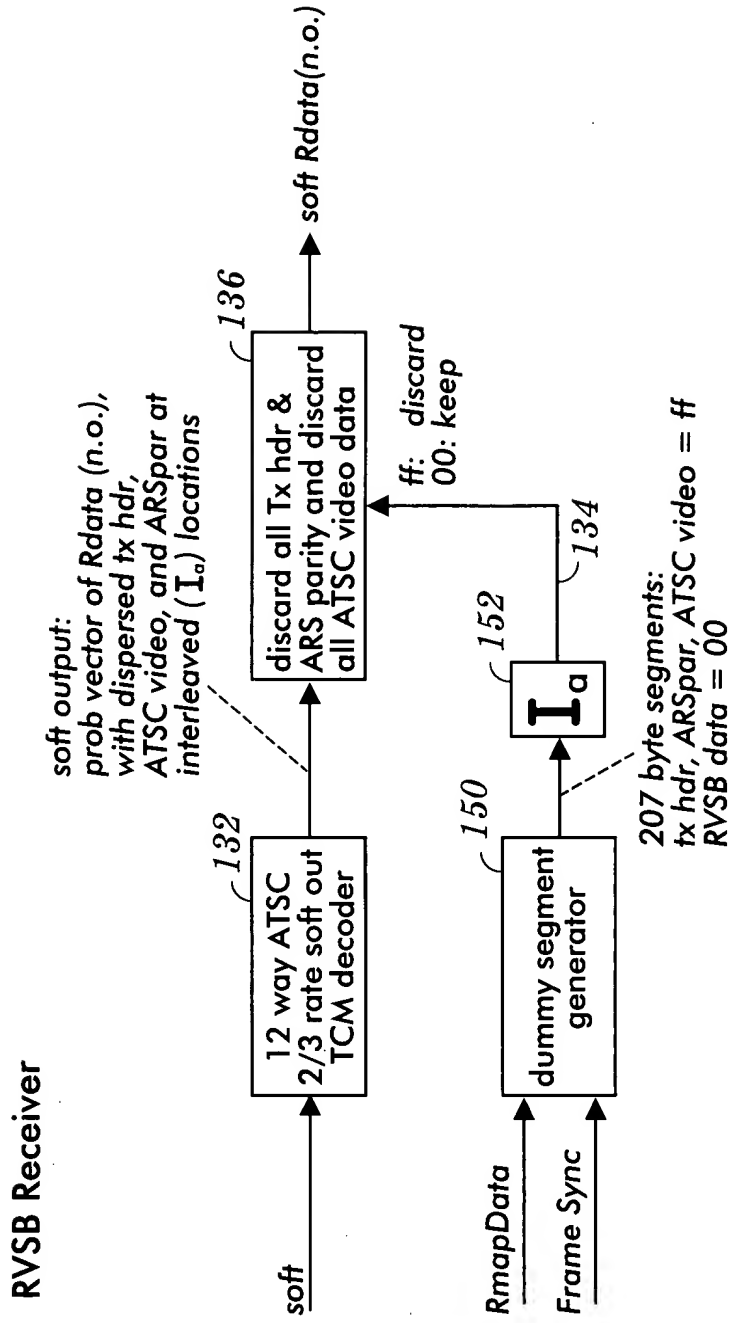 RVSB Receiver
soft output:
prob vector of Rdata (n.o.),
with dispersed tx hdr,
ATSC video, and ARSpar at
interleaved (Ia) locations
soft
132
12 way ATSC
2/3 rate soft out
TCM decoder
136
discard all Tx hdr &
ARS parity and discard
all ATSC video data
soft Rdata(n.o.)
ff: discard
00: keep
RmapData
Frame Sync
150
dummy segment
generator
152
Ia
134
207 byte segments:
tx hdr, ARSpar, ATSC video = ff
RVSB data = 00